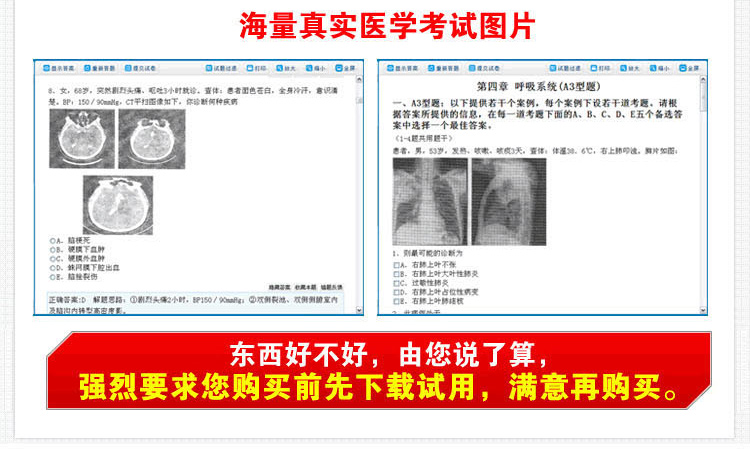 海量真实医学考试图片
显示答案 重新答题 提交试卷 试题过滤 打印 放大 缩小 全屏
8、女，68岁，突然剧烈头痛、呕吐3小时就诊。查体：患者面色苍白，全身冷汗，意识清
楚。BP：150／90mmHg，CT平扫图像如下，你诊断何种疾病
A．脑梗死
B．硬膜下血肿
C．硬膜外血肿
D．蛛网膜下腔出血
E．脑挫裂伤
隐藏答案 收藏本题 错题反馈
正确答案:D 解题思路：①剧烈头痛2小时，BP150／90mmHg；②双侧裂池、双侧侧脑室内
及脑沟内铸型高密度影。
显示答案 重新答题 提交试卷 试题过滤 打印 放大 缩小 全屏
第四章 呼吸系统(A3型题)
一、A3型题：以下提供若干个案例，每个案例下设若干道考题。请根
据答案所提供的信息，在每一道考题下面的A、B、C、D、E五个备选答
案中选择一个最佳答案。
(1-4题共用题干)
患者，男，53岁，发热、咳嗽、咳痰3天，查体：体温38．6℃，右上肺叩浊，胸片如图：
1、则最可能的诊断为
A．右肺上叶不张
B．右肺上叶大叶性肺炎
C．过敏性肺炎
D．右肺上叶占位性病变
E．右肺上叶肺结核
东西好不好，由您说了算，
强烈要求您购买前先下载试用，满意再购买。